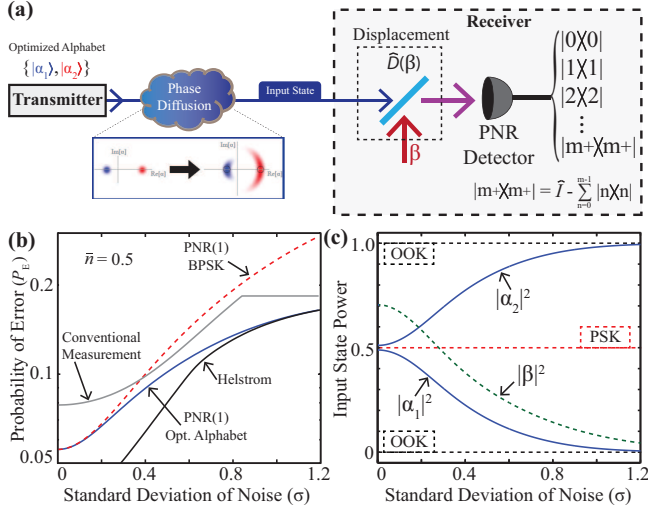 (a)
Optimized Alphabet
{|α₁⟩,|α₂⟩}
Transmitter
Phase
Diffusion
Input State
Im[α]
Re[α]
Im[α]
Re[α]
Receiver
Displacement
D̂(β)
β
PNR
Detector
|0⟩⟨0|
|1⟩⟨1|
|2⟩⟨2|
⋮
|m+⟩⟨m+|
|m+⟩⟨m+| = Î - Σ |n⟩⟨n|
m-1
n=0
(b)
n̄ = 0.5
PNR(1)
BPSK
Conventional
Measurement
Helstrom
PNR(1)
Opt. Alphabet
Probability of Error (P_E)
0.2
0.1
0.05
0 0.4 0.8 1.2
Standard Deviation of Noise (σ)
(c)
OOK
|α₂|²
PSK
|β|²
|α₁|²
OOK
Input State Power
1.0
0.5
0
0 0.4 0.8 1.2
Standard Deviation of Noise (σ)